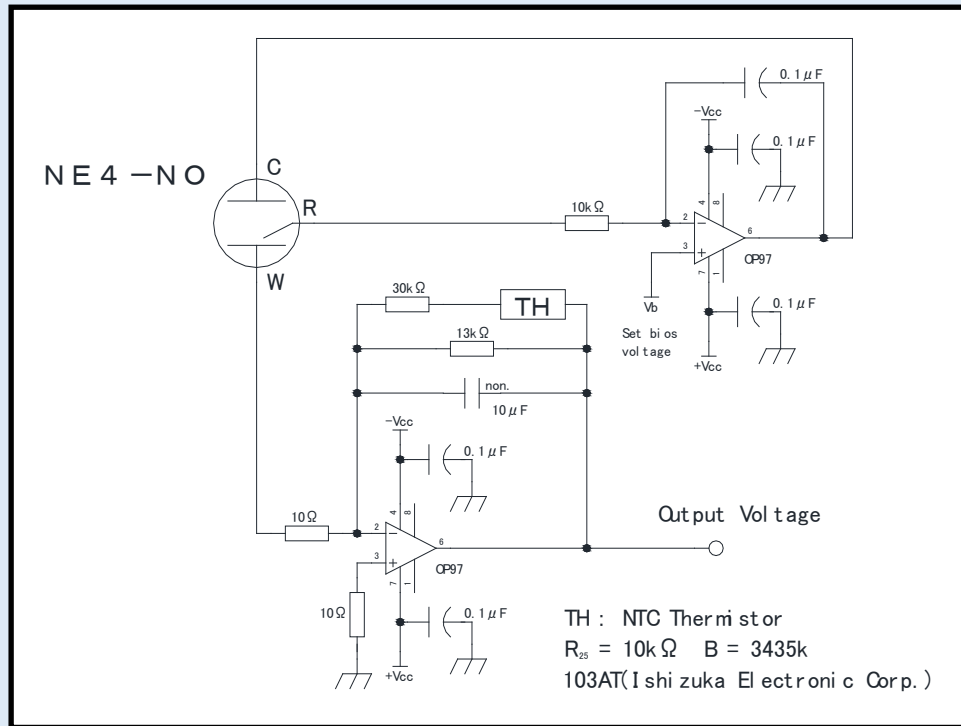 0.1μF
-Vcc
0.1μF
NE4-NO
C
R
10kΩ
4
8
2
-
6
3
+
OP97
7
1
W
30kΩ
TH
Vb
0.1μF
Set bios
voltage
+Vcc
13kΩ
non.
10μF
-Vcc
0.1μF
10Ω
4
8
2
-
6
3
+
OP97
7
1
Output Voltage
10Ω
0.1μF
+Vcc
TH: NTC Thermistor
R₂₅ = 10kΩ B = 3435k
103AT(Ishizuka Electronic Corp.)